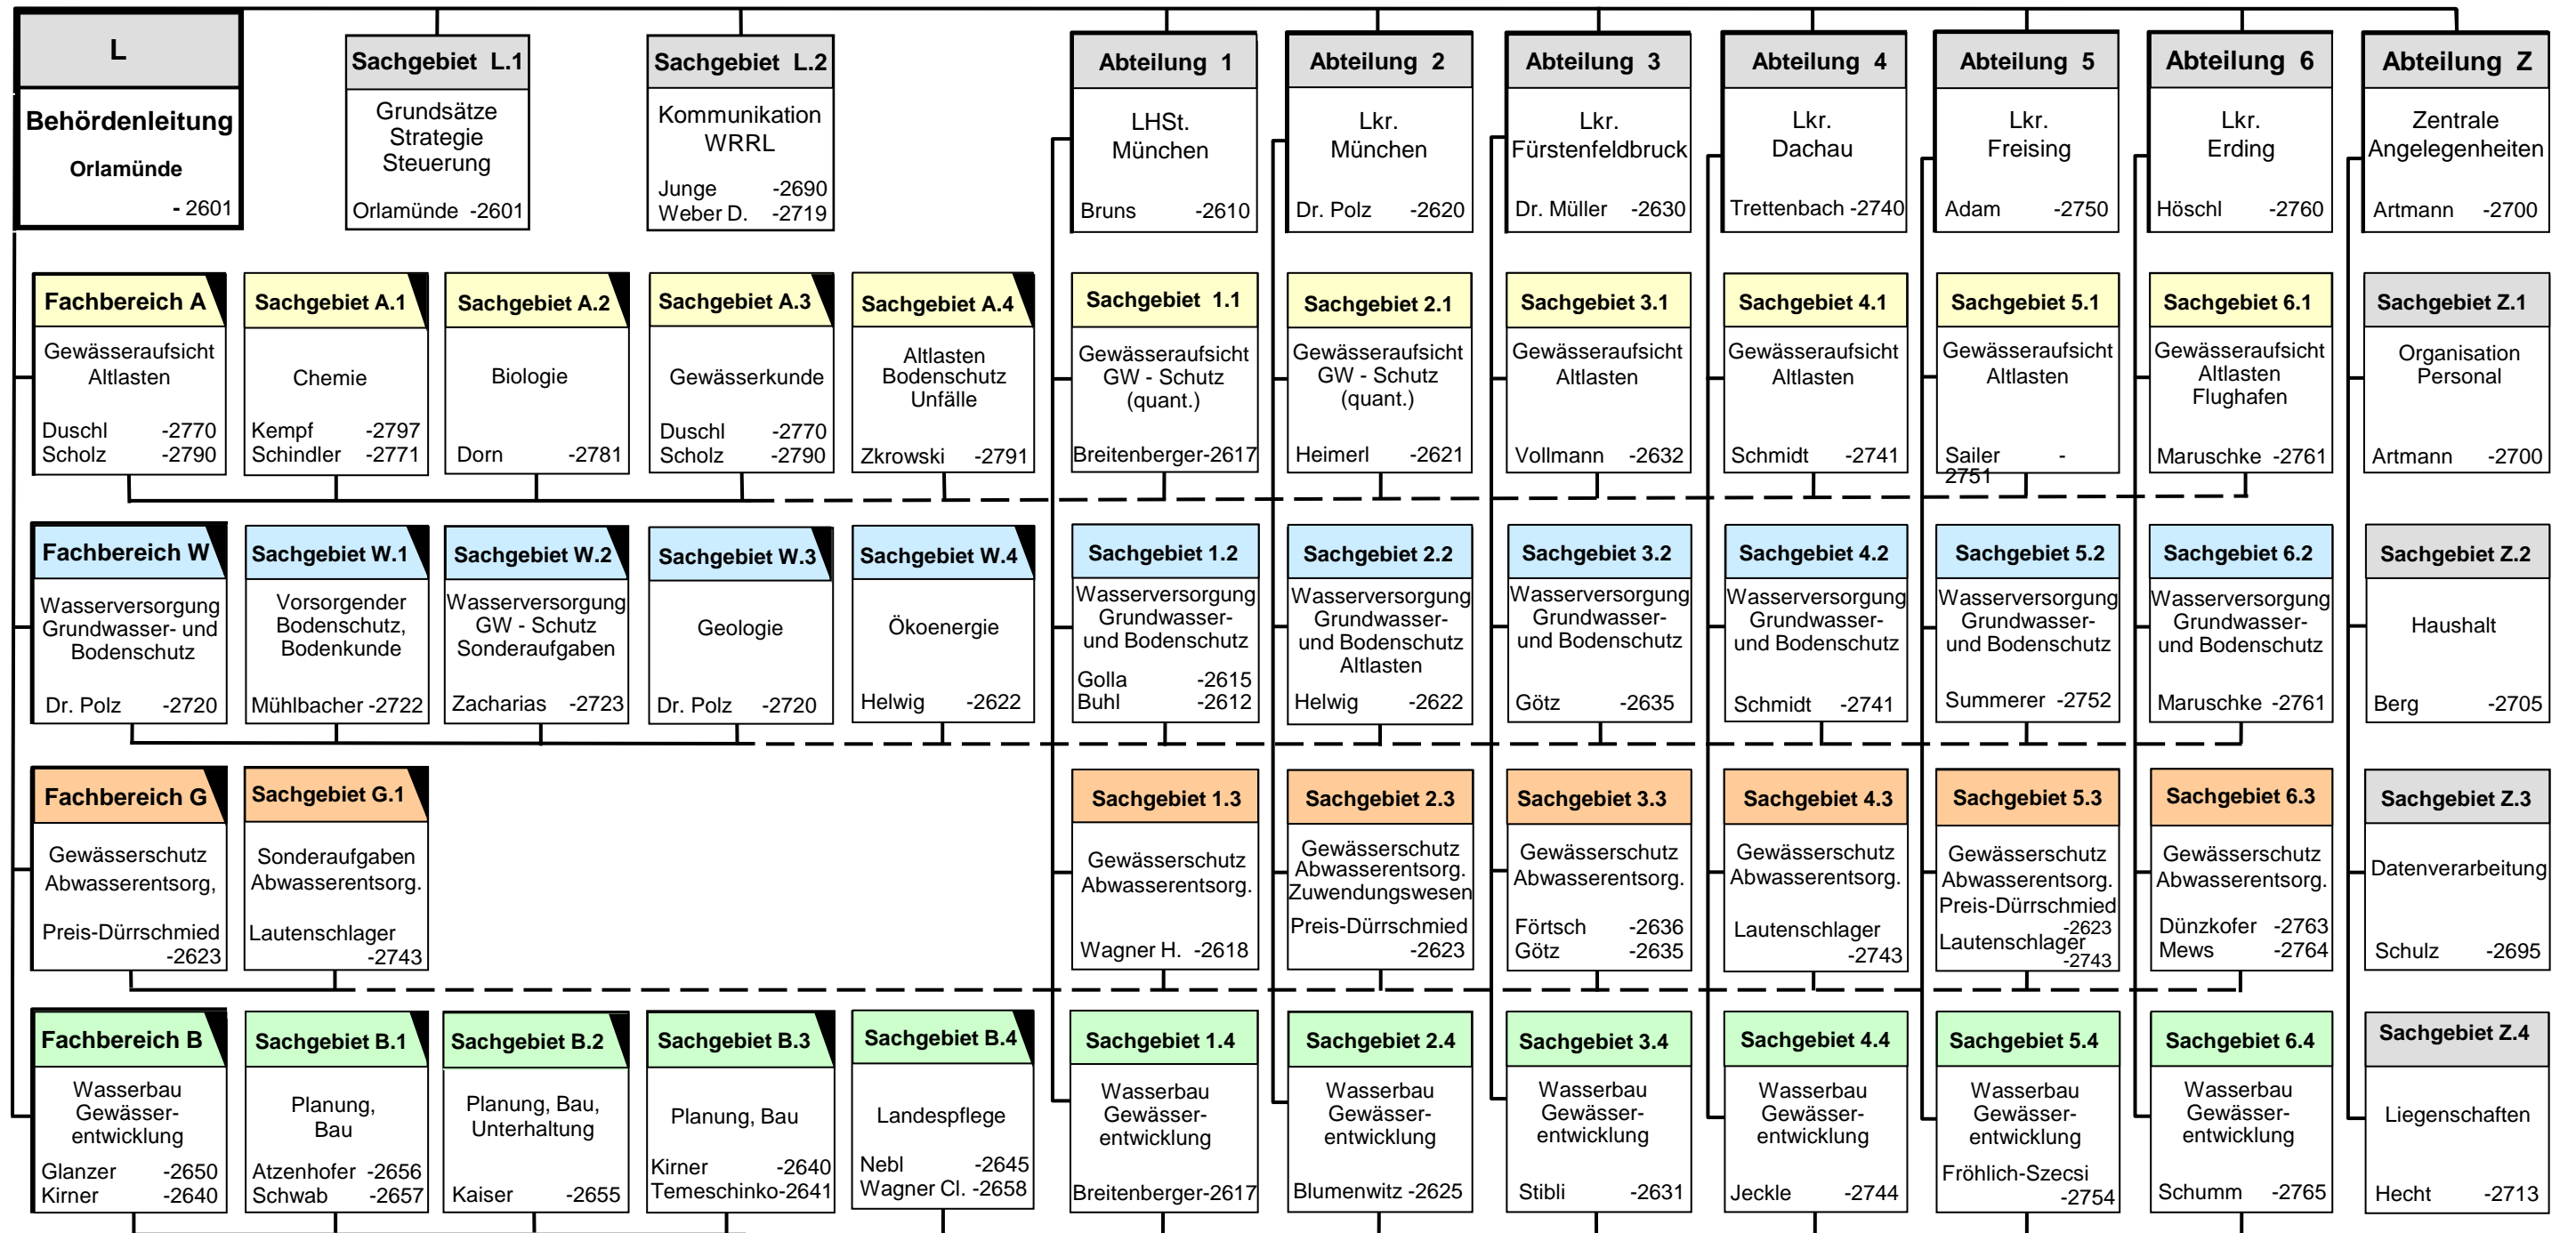 L
Behördenleitung
Orlamünde
- 2601
Sachgebiet L.1
Grundsätze
Strategie
Steuerung
Orlamünde -2601
Sachgebiet L.2
Kommunikation
WRRL
Junge -2690
Weber D. -2719
Abteilung 1
LHSt.
München
Bruns -2610
Abteilung 2
Lkr.
München
Dr. Polz -2620
Abteilung 3
Lkr.
Fürstenfeldbruck
Dr. Müller -2630
Abteilung 4
Lkr.
Dachau
Trettenbach -2740
Abteilung 5
Lkr.
Freising
Adam -2750
Abteilung 6
Lkr.
Erding
Höschl -2760
Abteilung Z
Zentrale
Angelegenheiten
Artmann -2700
Fachbereich A
Gewässeraufsicht
Altlasten
Duschl -2770
Scholz -2790
Sachgebiet A.1
Chemie
Kempf -2797
Schindler -2771
Sachgebiet A.2
Biologie
Dorn -2781
Sachgebiet A.3
Gewässerkunde
Duschl -2770
Scholz -2790
Sachgebiet A.4
Altlasten
Bodenschutz
Unfälle
Zkrowski -2791
Sachgebiet 1.1
Gewässeraufsicht
GW - Schutz
(quant.)
Breitenberger-2617
Sachgebiet 2.1
Gewässeraufsicht
GW - Schutz
(quant.)
Heimerl -2621
Sachgebiet 3.1
Gewässeraufsicht
Altlasten
Vollmann -2632
Sachgebiet 4.1
Gewässeraufsicht
Altlasten
Schmidt -2741
Sachgebiet 5.1
Gewässeraufsicht
Altlasten
Sailer -
2751
Sachgebiet 6.1
Gewässeraufsicht
Altlasten
Flughafen
Maruschke -2761
Sachgebiet Z.1
Organisation
Personal
Artmann -2700
Fachbereich W
Wasserversorgung
Grundwasser- und
Bodenschutz
Dr. Polz -2720
Sachgebiet W.1
Vorsorgender
Bodenschutz,
Bodenkunde
Mühlbacher -2722
Sachgebiet W.2
Wasserversorgung
GW - Schutz
Sonderaufgaben
Zacharias -2723
Sachgebiet W.3
Geologie
Dr. Polz -2720
Sachgebiet W.4
Ökoenergie
Helwig -2622
Sachgebiet 1.2
Wasserversorgung
Grundwasser-
und Bodenschutz
Golla -2615
Buhl -2612
Sachgebiet 2.2
Wasserversorgung
Grundwasser-
und Bodenschutz
Altlasten
Helwig -2622
Sachgebiet 3.2
Wasserversorgung
Grundwasser-
und Bodenschutz
Götz -2635
Sachgebiet 4.2
Wasserversorgung
Grundwasser-
und Bodenschutz
Schmidt -2741
Sachgebiet 5.2
Wasserversorgung
Grundwasser-
und Bodenschutz
Summerer -2752
Sachgebiet 6.2
Wasserversorgung
Grundwasser-
und Bodenschutz
Maruschke -2761
Sachgebiet Z.2
Haushalt
Berg -2705
Fachbereich G
Gewässerschutz
Abwasserentsorg,
Preis-Dürrschmied
-2623
Sachgebiet G.1
Sonderaufgaben
Abwasserentsorg.
Lautenschlager
-2743
Sachgebiet 1.3
Gewässerschutz
Abwasserentsorg.
Wagner H. -2618
Sachgebiet 2.3
Gewässerschutz
Abwasserentsorg.
Zuwendungswesen
Preis-Dürrschmied
-2623
Sachgebiet 3.3
Gewässerschutz
Abwasserentsorg.
Förtsch -2636
Götz -2635
Sachgebiet 4.3
Gewässerschutz
Abwasserentsorg.
Lautenschlager
-2743
Sachgebiet 5.3
Gewässerschutz
Abwasserentsorg.
Preis-Dürrschmied
-2623
Lautenschlager
-2743
Sachgebiet 6.3
Gewässerschutz
Abwasserentsorg.
Dünzkofer -2763
Mews -2764
Sachgebiet Z.3
Datenverarbeitung
Schulz -2695
Fachbereich B
Wasserbau
Gewässer-
entwicklung
Glanzer -2650
Kirner -2640
Sachgebiet B.1
Planung,
Bau
Atzenhofer -2656
Schwab -2657
Sachgebiet B.2
Planung, Bau,
Unterhaltung
Kaiser -2655
Sachgebiet B.3
Planung, Bau
Kirner -2640
Temeschinko-2641
Sachgebiet B.4
Landespflege
Nebl -2645
Wagner Cl. -2658
Sachgebiet 1.4
Wasserbau
Gewässer-
entwicklung
Breitenberger-2617
Sachgebiet 2.4
Wasserbau
Gewässer-
entwicklung
Blumenwitz -2625
Sachgebiet 3.4
Wasserbau
Gewässer-
entwicklung
Stibli -2631
Sachgebiet 4.4
Wasserbau
Gewässer-
entwicklung
Jeckle -2744
Sachgebiet 5.4
Wasserbau
Gewässer-
entwicklung
Fröhlich-Szecsi
-2754
Sachgebiet 6.4
Wasserbau
Gewässer-
entwicklung
Schumm -2765
Sachgebiet Z.4
Liegenschaften
Hecht -2713